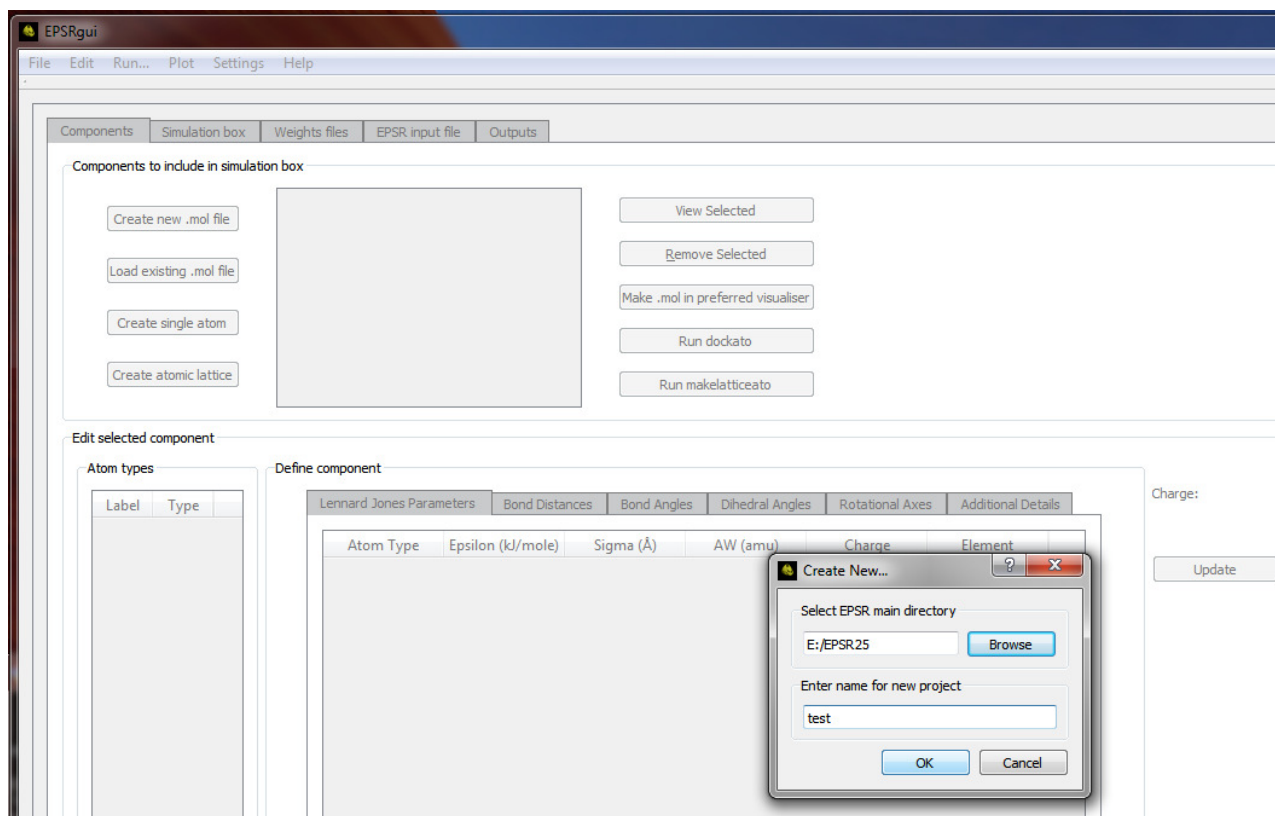 EPSRgui
File Edit Run... Plot Settings Help
Components Simulation box Weights files EPSR input file Outputs
Components to include in simulation box
Create new .mol file
Load existing .mol file
Create single atom
Create atomic lattice
View Selected
Remove Selected
Make .mol in preferred visualiser
Run dockato
Run makelatticeato
Edit selected component
Atom types
Label Type
Define component
Lennard Jones Parameters Bond Distances Bond Angles Dihedral Angles Rotational Axes Additional Details
Atom Type Epsilon (kJ/mole) Sigma (Å) AW (amu) Charge Element
Charge:
Update
Create New...
Select EPSR main directory
E:/EPSR25 Browse
Enter name for new project
test
OK Cancel